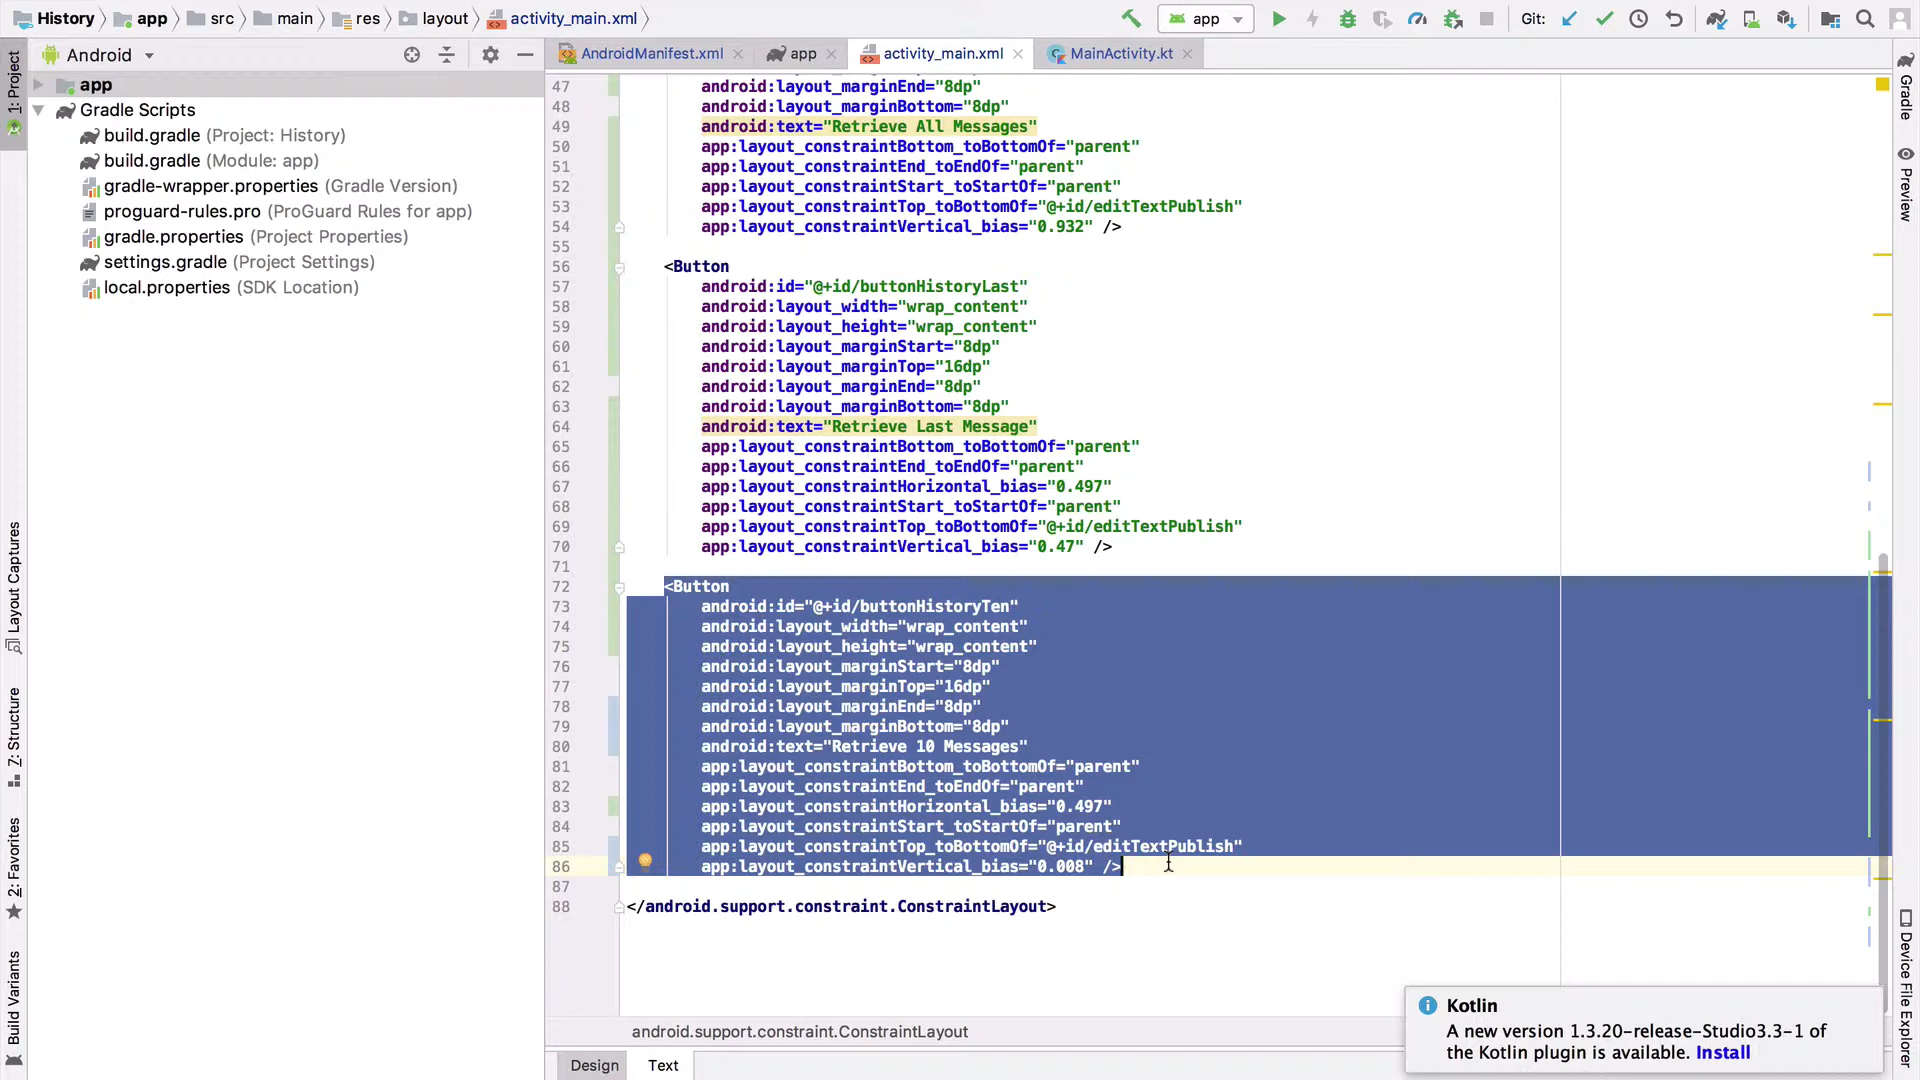 History app src main res layout activity_main.xml app Git:
Android AndroidManifest.xml app activity_main.xml MainActivity.kt
1: Project
Layout Captures
7: Structure
2: Favorites
Build Variants
app
Gradle Scripts
build.gradle (Project: History)
build.gradle (Module: app)
gradle-wrapper.properties (Gradle Version)
proguard-rules.pro (ProGuard Rules for app)
gradle.properties (Project Properties)
settings.gradle (Project Settings)
local.properties (SDK Location)
47 android:layout_marginEnd="8dp"
48 android:layout_marginBottom="8dp"
49 android:text="Retrieve All Messages"
50 app:layout_constraintBottom_toBottomOf="parent"
51 app:layout_constraintEnd_toEndOf="parent"
52 app:layout_constraintStart_toStartOf="parent"
53 app:layout_constraintTop_toBottomOf="@+id/editTextPublish"
54 app:layout_constraintVertical_bias="0.932" />
55
56 <Button
57 android:id="@+id/buttonHistoryLast"
58 android:layout_width="wrap_content"
59 android:layout_height="wrap_content"
60 android:layout_marginStart="8dp"
61 android:layout_marginTop="16dp"
62 android:layout_marginEnd="8dp"
63 android:layout_marginBottom="8dp"
64 android:text="Retrieve Last Message"
65 app:layout_constraintBottom_toBottomOf="parent"
66 app:layout_constraintEnd_toEndOf="parent"
67 app:layout_constraintHorizontal_bias="0.497"
68 app:layout_constraintStart_toStartOf="parent"
69 app:layout_constraintTop_toBottomOf="@+id/editTextPublish"
70 app:layout_constraintVertical_bias="0.47" />
71
72 <Button
73 android:id="@+id/buttonHistoryTen"
74 android:layout_width="wrap_content"
75 android:layout_height="wrap_content"
76 android:layout_marginStart="8dp"
77 android:layout_marginTop="16dp"
78 android:layout_marginEnd="8dp"
79 android:layout_marginBottom="8dp"
80 android:text="Retrieve 10 Messages"
81 app:layout_constraintBottom_toBottomOf="parent"
82 app:layout_constraintEnd_toEndOf="parent"
83 app:layout_constraintHorizontal_bias="0.497"
84 app:layout_constraintStart_toStartOf="parent"
85 app:layout_constraintTop_toBottomOf="@+id/editTextPublish"
86 app:layout_constraintVertical_bias="0.008" />
87
88 </android.support.constraint.ConstraintLayout>
android.support.constraint.ConstraintLayout
Design Text
Kotlin
A new version 1.3.20-release-Studio3.3-1 of
the Kotlin plugin is available. Install
Gradle
Preview
Device File Explorer